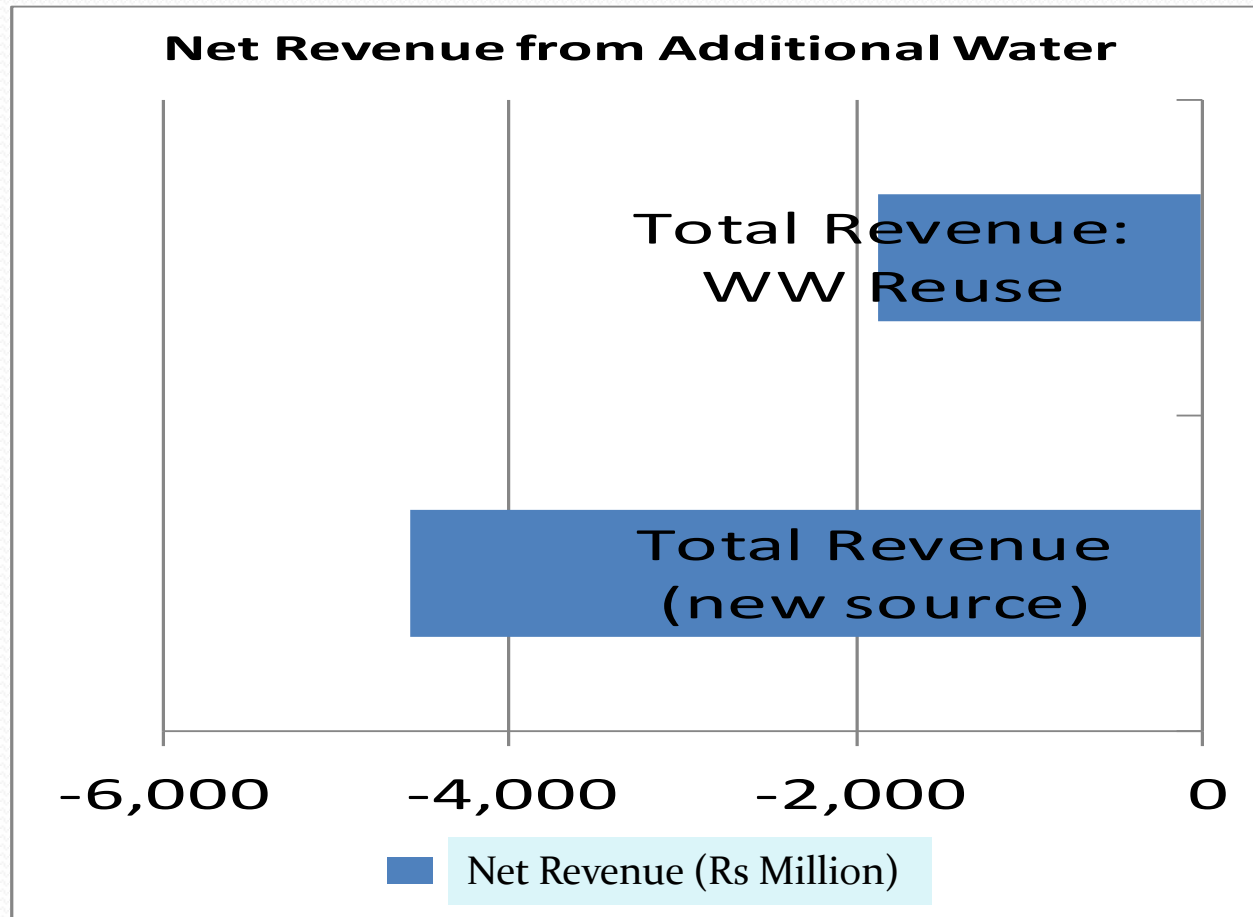 Net Revenue from Additional Water
Total Revenue:
WW Reuse
Total Revenue
(new source)
-6,000 -4,000 -2,000 0
Net Revenue (Rs Million)